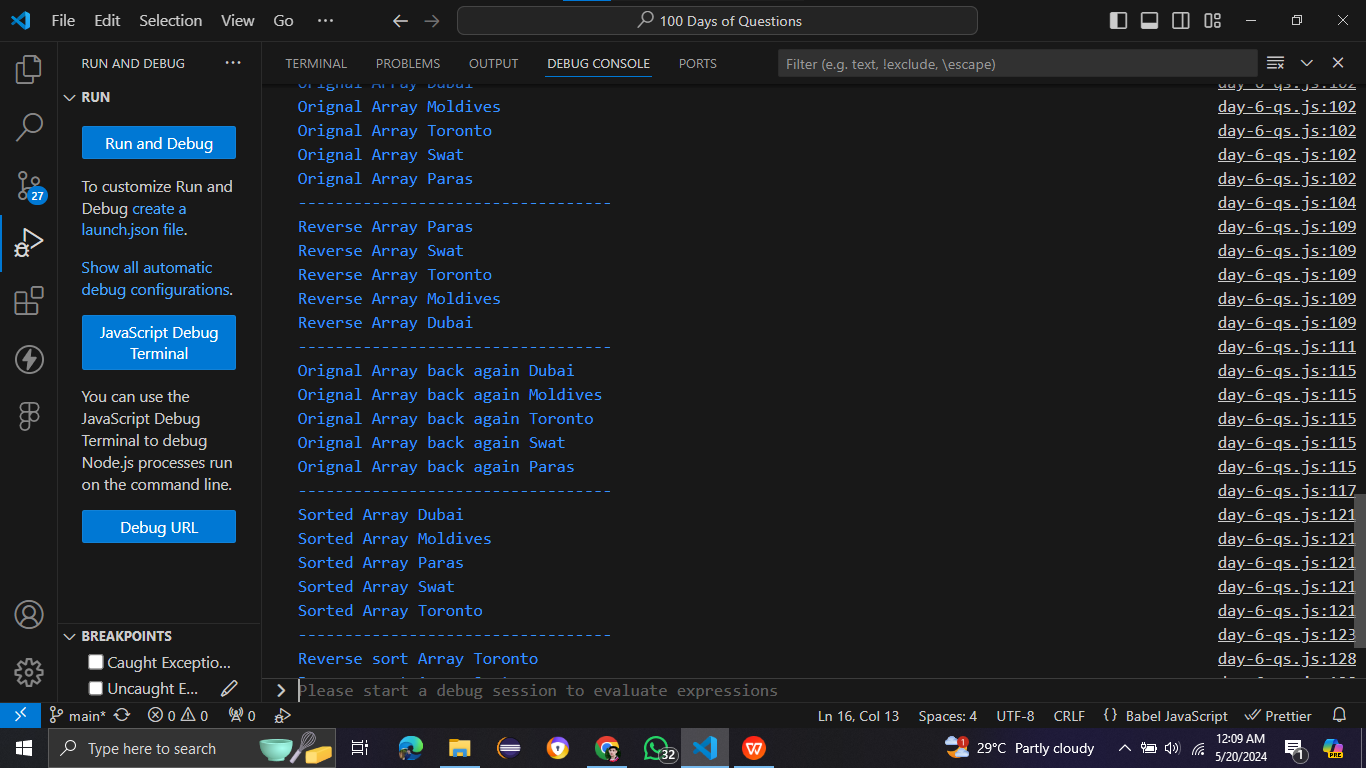 File Edit Selection View Go ··· 100 Days of Questions
RUN AND DEBUG ···
RUN
Run and Debug
To customize Run and
Debug create a
launch.json file.
Show all automatic
debug configurations.
JavaScript Debug
Terminal
You can use the
JavaScript Debug
Terminal to debug
Node.js processes run
on the command line.
Debug URL
BREAKPOINTS
Caught Exceptio...
Uncaught E...
27
TERMINAL PROBLEMS OUTPUT DEBUG CONSOLE PORTS Filter (e.g. text, !exclude, \escape)
Orignal Array Dubai day-6-qs.js:102
Orignal Array Moldives day-6-qs.js:102
Orignal Array Toronto day-6-qs.js:102
Orignal Array Swat day-6-qs.js:102
Orignal Array Paras day-6-qs.js:102
---------------------------------- day-6-qs.js:104
Reverse Array Paras day-6-qs.js:109
Reverse Array Swat day-6-qs.js:109
Reverse Array Toronto day-6-qs.js:109
Reverse Array Moldives day-6-qs.js:109
Reverse Array Dubai day-6-qs.js:109
---------------------------------- day-6-qs.js:111
Orignal Array back again Dubai day-6-qs.js:115
Orignal Array back again Moldives day-6-qs.js:115
Orignal Array back again Toronto day-6-qs.js:115
Orignal Array back again Swat day-6-qs.js:115
Orignal Array back again Paras day-6-qs.js:115
---------------------------------- day-6-qs.js:117
Sorted Array Dubai day-6-qs.js:121
Sorted Array Moldives day-6-qs.js:121
Sorted Array Paras day-6-qs.js:121
Sorted Array Swat day-6-qs.js:121
Sorted Array Toronto day-6-qs.js:121
---------------------------------- day-6-qs.js:123
Reverse sort Array Toronto day-6-qs.js:128
Please start a debug session to evaluate expressions
main* 0 0 0 Ln 16, Col 13 Spaces: 4 UTF-8 CRLF {} Babel JavaScript Prettier
Type here to search 32 1 29°C Partly cloudy 12:09 AM 1 PRE
5/20/2024